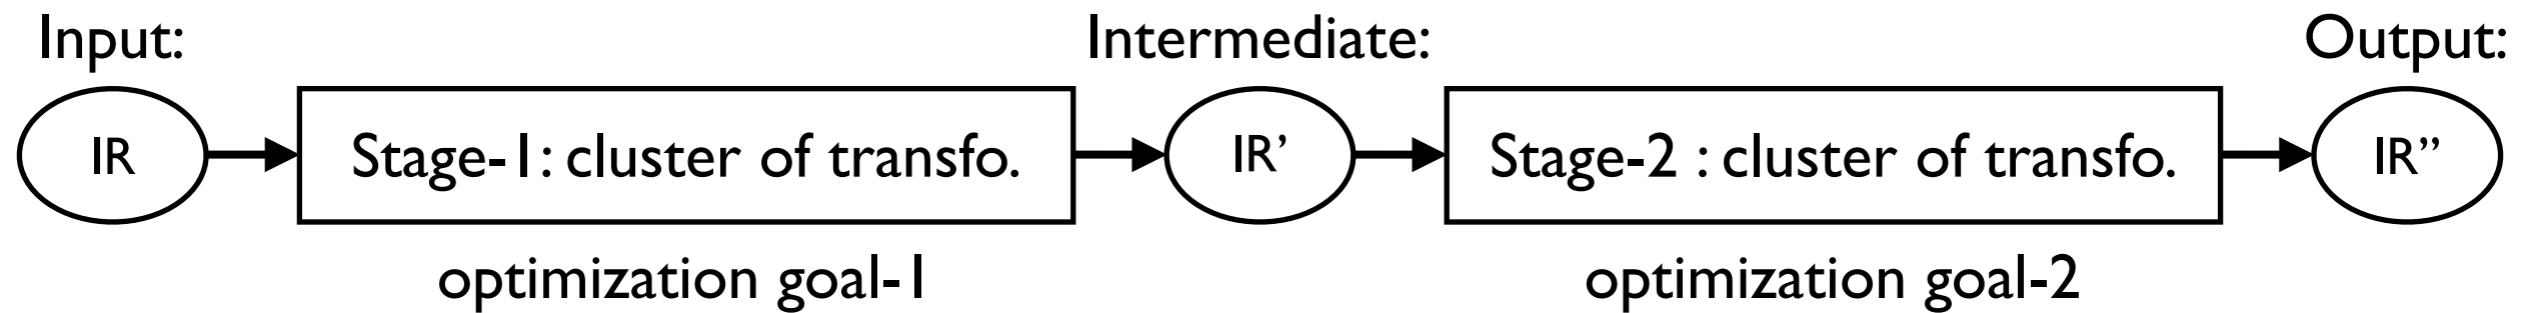 Input:
Intermediate:
Output:
IR
Stage-1: cluster of transfo.
IR’
Stage-2 : cluster of transfo.
IR”
optimization goal-1
optimization goal-2